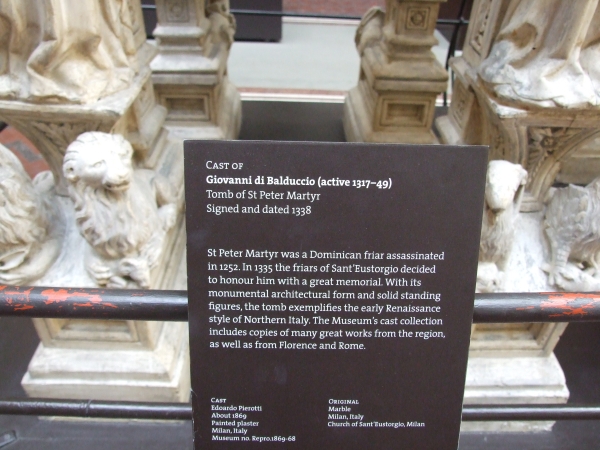 CAST OF
Giovanni di Balduccio (active 1317–49)
Tomb of St Peter Martyr
Signed and dated 1338
St Peter Martyr was a Dominican friar assassinated
in 1252. In 1335 the friars of Sant'Eustorgio decided
to honour him with a great memorial. With its
monumental architectural form and solid standing
figures, the tomb exemplifies the early Renaissance
style of Northern Italy. The Museum's cast collection
includes copies of many great works from the region,
as well as from Florence and Rome.
CAST
Edoardo Pierotti
About 1869
Painted plaster
Milan, Italy
Museum no. Repro.1869-68
ORIGINAL
Marble
Milan, Italy
Church of Sant'Eustorgio, Milan